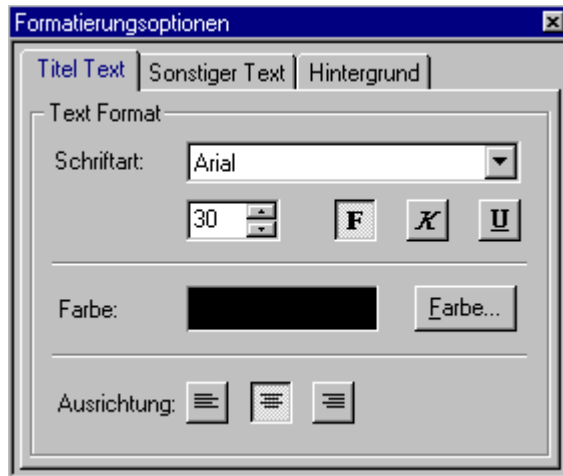 Formatierungsoptionen
Titel Text Sonstiger Text Hintergrund
Text Format
Schriftart: Arial
30 F K U
Farbe: Farbe...
Ausrichtung: